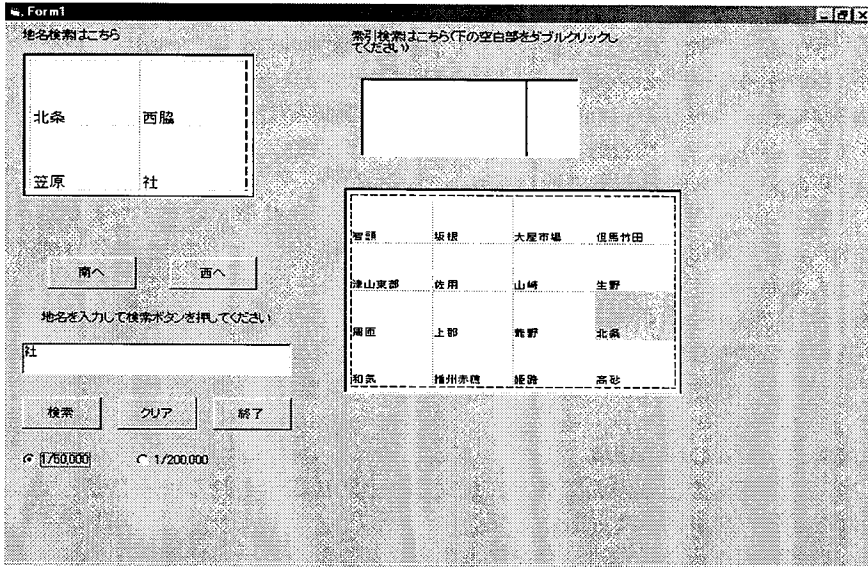 Form1
地名検索はこちら
北条 西脇
笠原 社
南へ 西へ
地名を入力して検索ボタンを押してください
社
検索 クリア 終了
1/50,000 1/200,000
索引検索はこちら(下の空白部をダブルクリックし
てください)
智頭 坂根 大屋市場 但馬竹田
津山東部 佐用 山崎 生野
周匝 上郡 龍野 北条
和気 播州赤穂 姫路 高砂